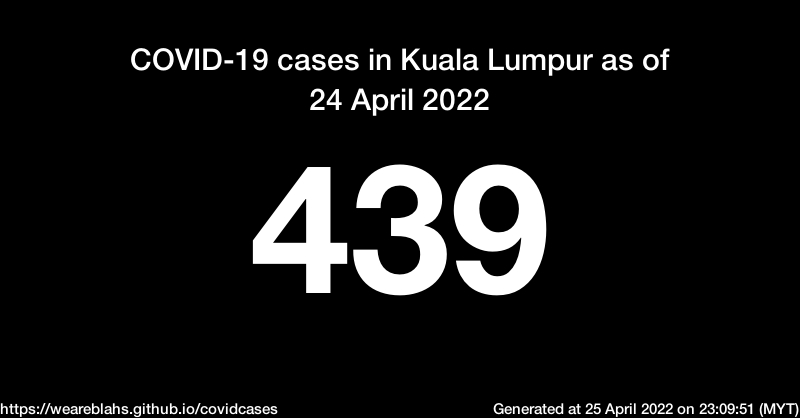 COVID-19 cases in Kuala Lumpur as of
24 April 2022
439
https://weareblahs.github.io/covidcases
Generated at 25 April 2022 on 23:09:51 (MYT)